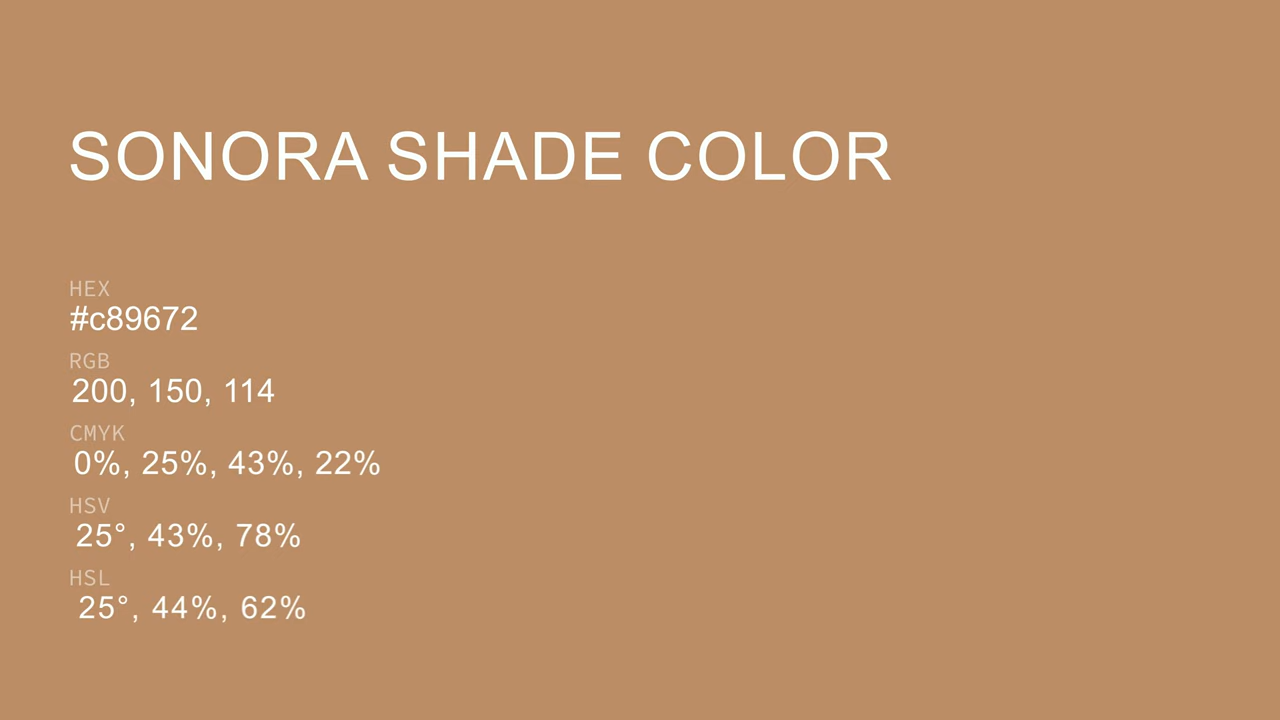 SONORA SHADE COLOR
HEX
#c89672
RGB
200, 150, 114
CMYK
0%, 25%, 43%, 22%
HSV
25°, 43%, 78%
HSL
25°, 44%, 62%